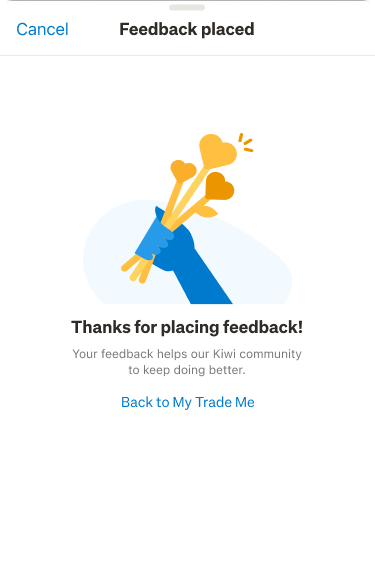 Cancel
Feedback placed
Thanks for placing feedback!
Your feedback helps our Kiwi community
to keep doing better.
Back to My Trade Me